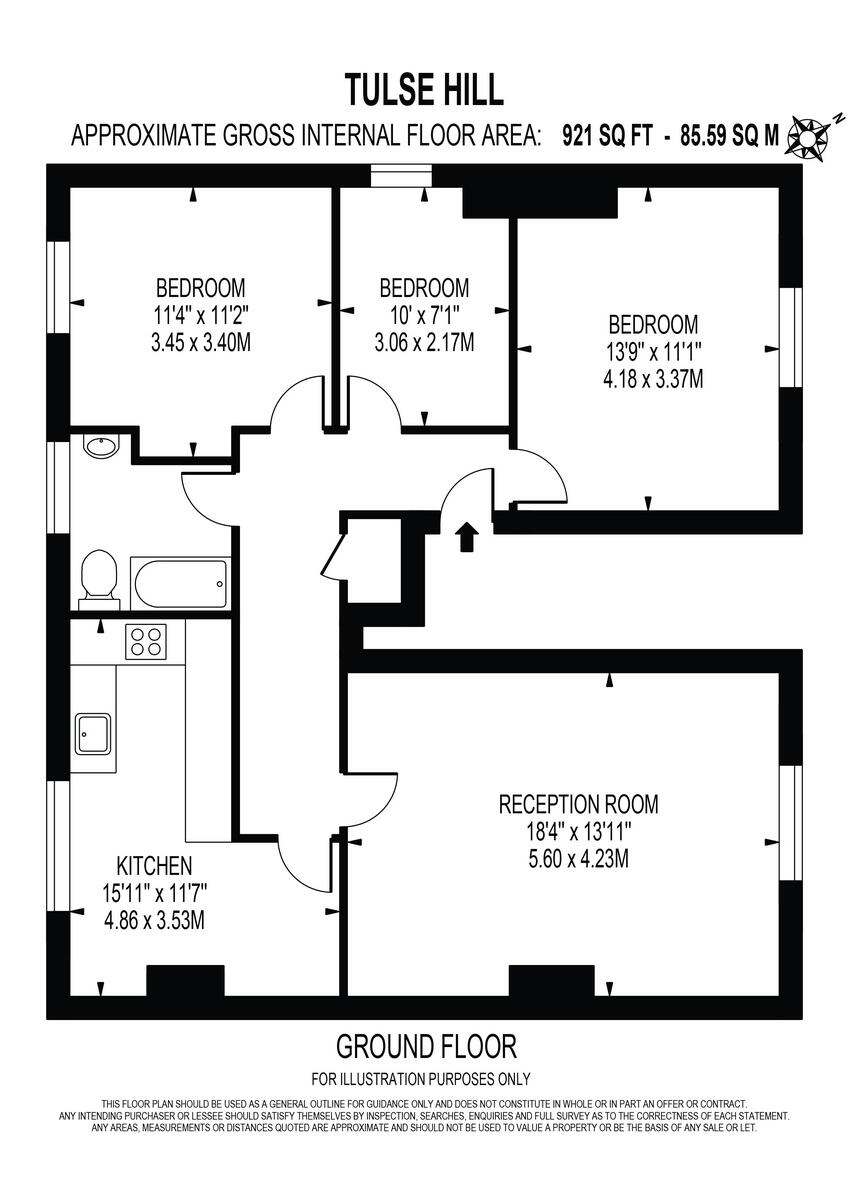 TULSE HILL
APPROXIMATE GROSS INTERNAL FLOOR AREA: 921 SQ FT - 85.59 SQ M
N
BEDROOM
11'4" x 11'2"
3.45 x 3.40M
BEDROOM
10' x 7'1"
3.06 x 2.17M
BEDROOM
13'9" x 11'1"
4.18 x 3.37M
RECEPTION ROOM
18'4" x 13'11"
5.60 x 4.23M
KITCHEN
15'11" x 11'7"
4.86 x 3.53M
GROUND FLOOR
FOR ILLUSTRATION PURPOSES ONLY
THIS FLOOR PLAN SHOULD BE USED AS A GENERAL OUTLINE FOR GUIDANCE ONLY AND DOES NOT CONSTITUTE IN WHOLE OR IN PART AN OFFER OR CONTRACT.
ANY INTENDING PURCHASER OR LESSEE SHOULD SATISFY THEMSELVES BY INSPECTION, SEARCHES, ENQUIRIES AND FULL SURVEY AS TO THE CORRECTNESS OF EACH STATEMENT.
ANY AREAS, MEASUREMENTS OR DISTANCES QUOTED ARE APPROXIMATE AND SHOULD NOT BE USED TO VALUE A PROPERTY OR BE THE BASIS OF ANY SALE OR LET.